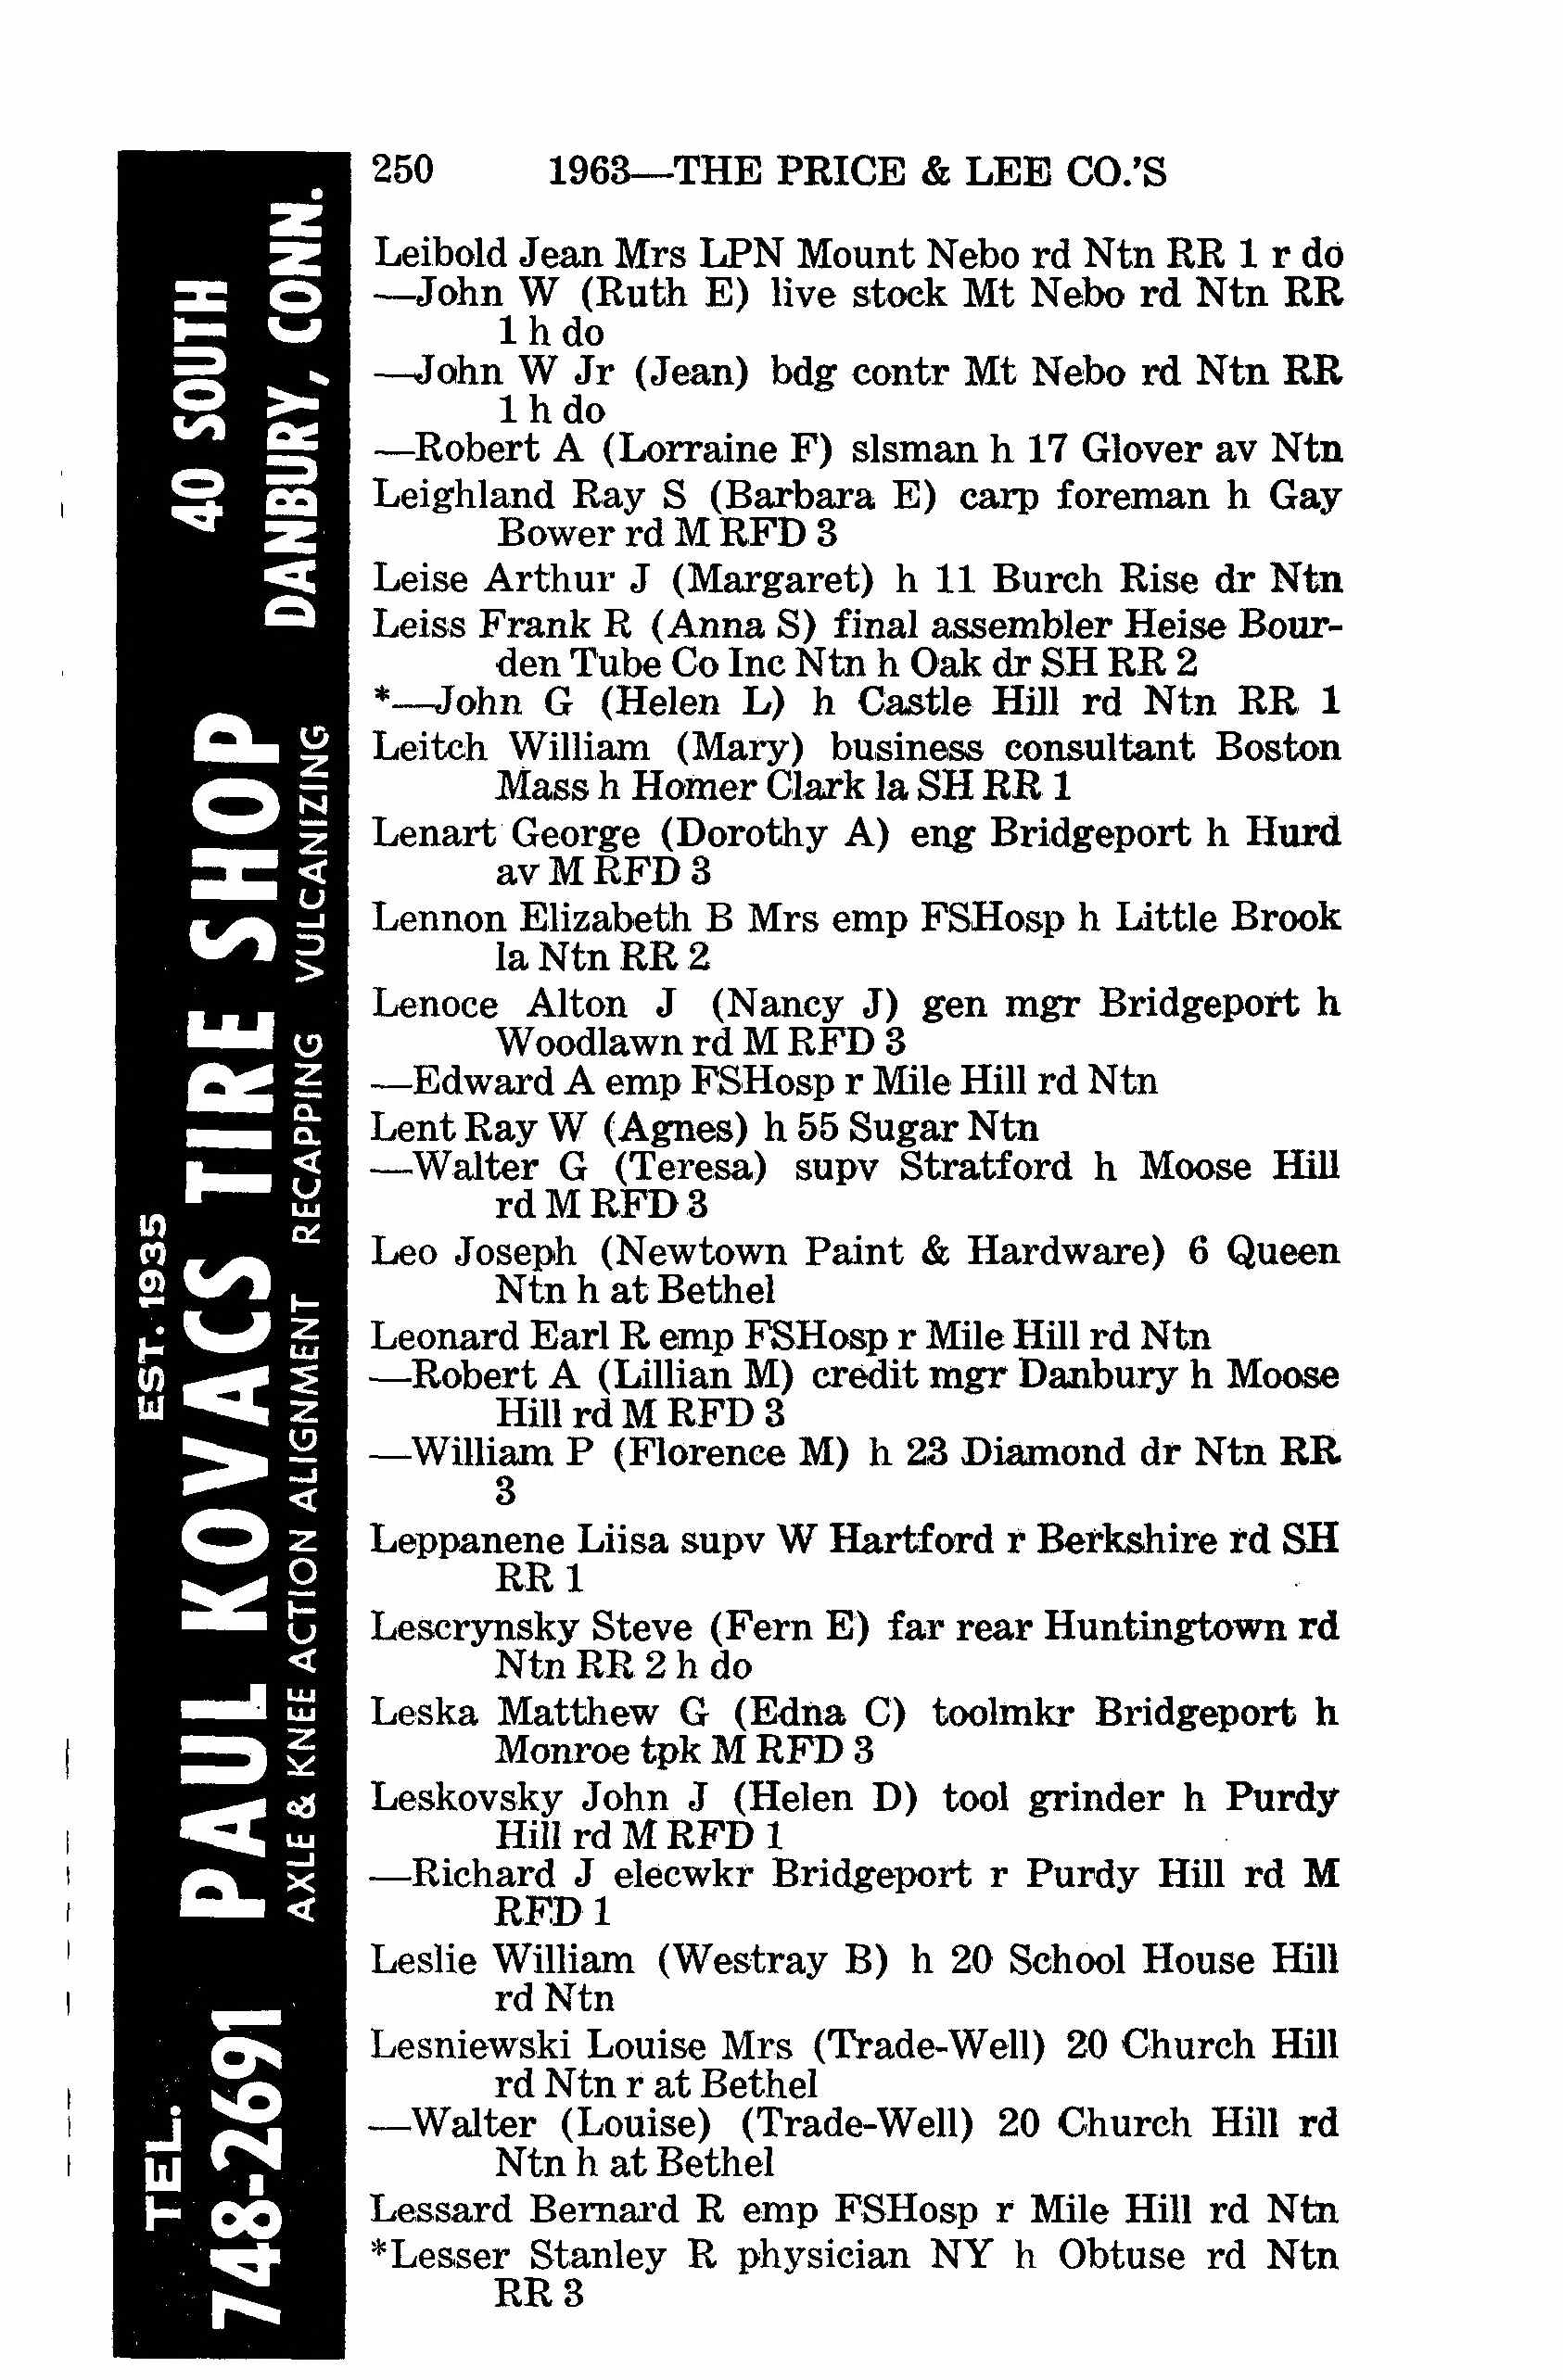 250 1963—THE PRICE & LEE CO.'S
Leibold Jean Mrs LPN Mount Nebo rd Ntn RR 1 r do
—John W (Ruth E) live stock Mt Nebo rd Ntn RR
1 h do
—John W Jr (Jean) bdg contr Mt Nebo rd Ntn RR
1 h do
—Robert A (Lorraine F) slsman h 17 Glover av Ntn
Leighland Ray S (Barbara E) carp foreman h Gay
Bower rd M RFD 3
Leise Arthur J (Margaret) h 11 Burch Rise dr Ntn
Leiss Frank R (Anna S) final assembler Heise Bour-
den Tube Co Inc Ntn h Oak dr SH RR 2
*—John G (Helen L) h Castle Hill rd Ntn RR 1
Leitch William (Mary) business consultant Boston
Mass h Homer Clark la SH RR 1
Lenart George (Dorothy A) eng Bridgeport h Hurd
av M RFD 3
Lennon Elizabeth B Mrs emp FSHosp h Little Brook
la Ntn RR 2
Lenoce Alton J (Nancy J) gen mgr Bridgeport h
Woodlawn rd M RFD 3
—Edward A emp FSHosp r Mile Hill rd Ntn
Lent Ray W (Agnes) h 55 Sugar Ntn
—Walter G (Teresa) supv Stratford h Moose Hill
rd M RFD 3
Leo Joseph (Newtown Paint & Hardware) 6 Queen
Ntn h at Bethel
Leonard Earl R emp FSHosp r Mile Hill rd Ntn
—Robert A (Lillian M) credit mgr Danbury h Moose
Hill rd M RFD 3
—William P (Florence M) h 23 Diamond dr Ntn RR
3
Leppanene Liisa supv W Hartford r Berkshire rd SH
RR 1
Lescrynsky Steve (Fern E) far rear Huntingtown rd
Ntn RR 2 h do
Leska Matthew G (Edna C) toolmkr Bridgeport h
Monroe tpk M RFD 3
Leskovsky John J (Helen D) tool grinder h Purdy
Hill rd M RFD 1
—Richard J elecwkr Bridgeport r Purdy Hill rd M
RFD 1
Leslie William (Westray B) h 20 School House Hill
rd Ntn
Lesniewski Louise Mrs (Trade-Well) 20 Church Hill
rd Ntn r at Bethel
—Walter (Louise) (Trade-Well) 20 Church Hill rd
Ntn h at Bethel
Lessard Bernard R emp FSHosp r Mile Hill rd Ntn
*Lesser Stanley R physician NY h Obtuse rd Ntn
RR 3
TEL.
748-2691
EST. 1935
PAUL KOVACS TIRE SHOP
AXLE & KNEE ACTION ALIGNMENT RECAPPING VULCANIZING
40 SOUTH
DANBURY, CONN.